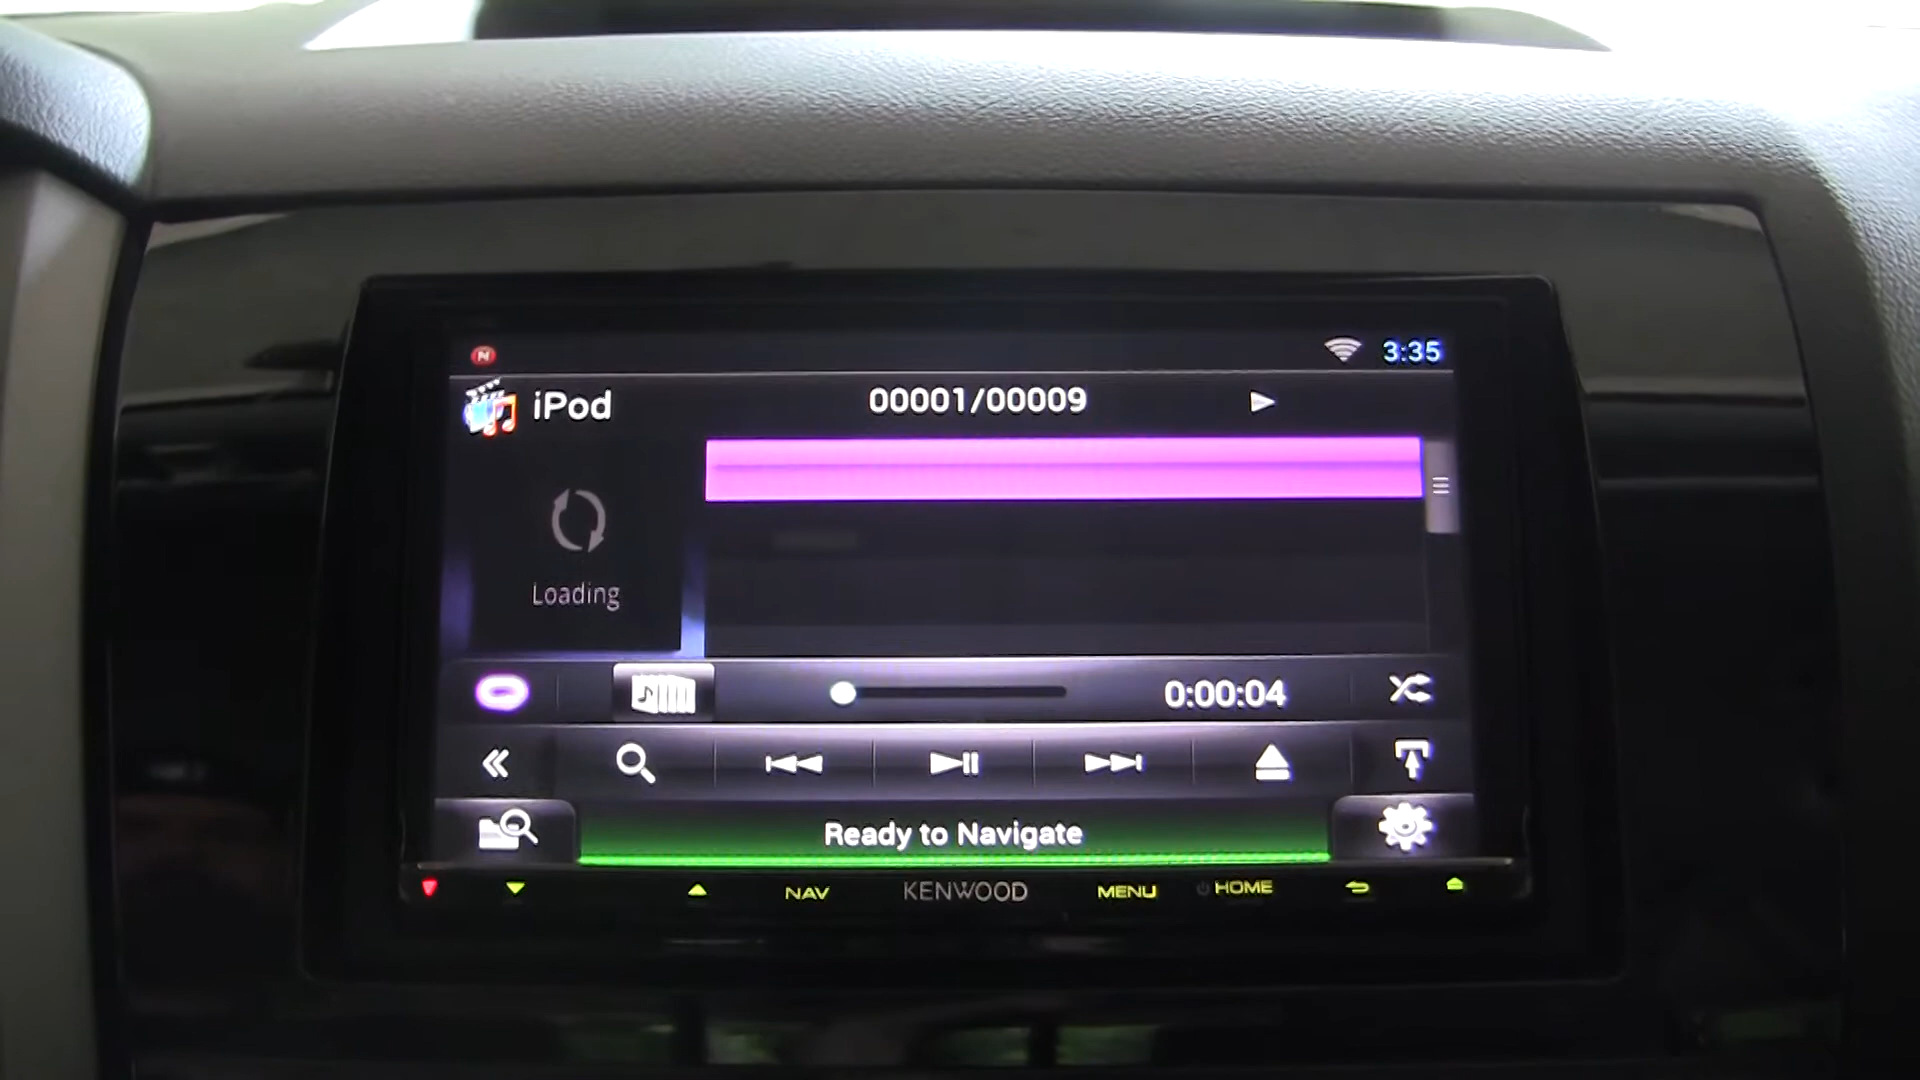 N
3:35
iPod
00001/00009
Loading
0:00:04
Ready to Navigate
NAV
KENWOOD
MENU
HOME